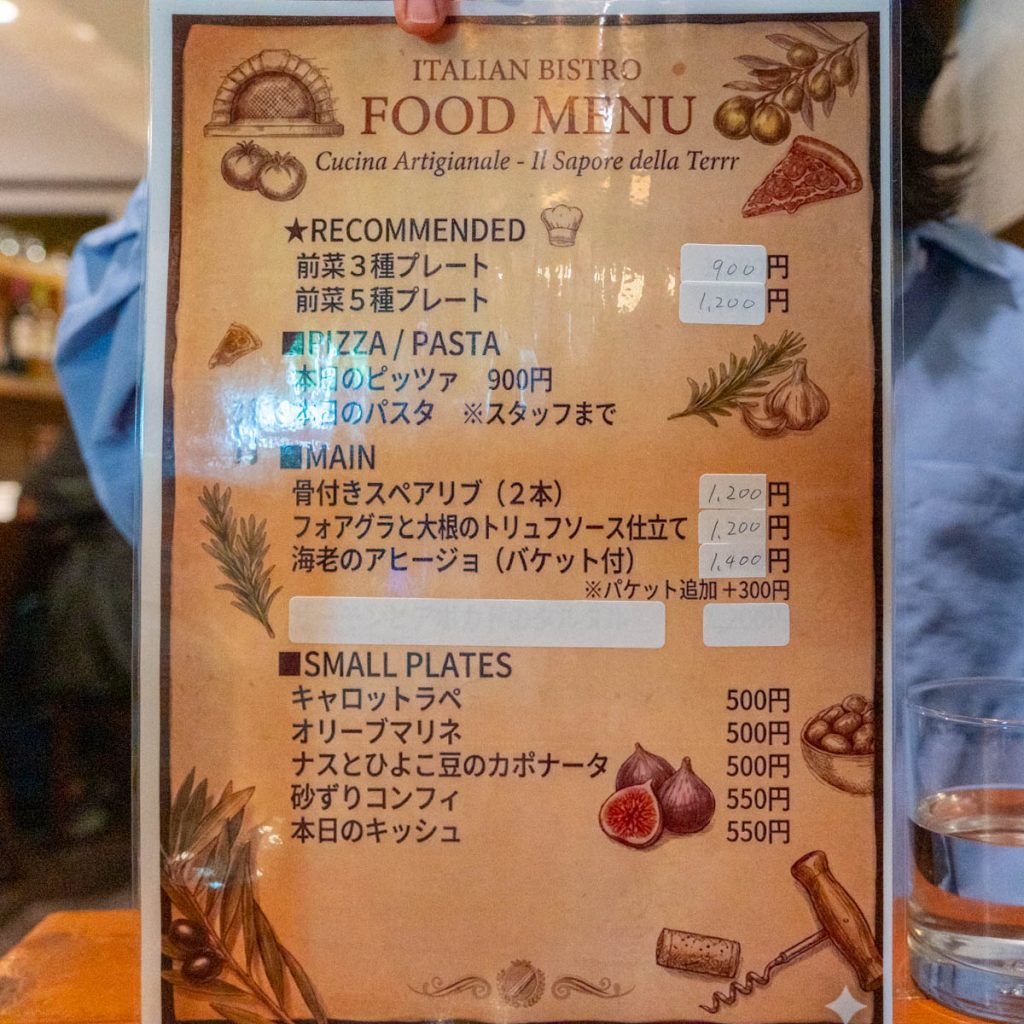 ITALIAN BISTRO
FOOD MENU
Cucina Artigianale - Il Sapore della Terrr
★RECOMMENDED
前菜３種プレート 900円
前菜５種プレート 1,200円
■PIZZA / PASTA
本日のピッツァ 900円
本日のパスタ ※スタッフまで
■MAIN
骨付きスペアリブ（２本） 1,200円
フォアグラと大根のトリュフソース仕立て 1,200円
海老のアヒージョ（バケット付） 1,400円
※バケット追加＋300円
■SMALL PLATES
キャロットラペ 500円
オリーブマリネ 500円
ナスとひよこ豆のカポナータ 500円
砂ずりコンフィ 550円
本日のキッシュ 550円